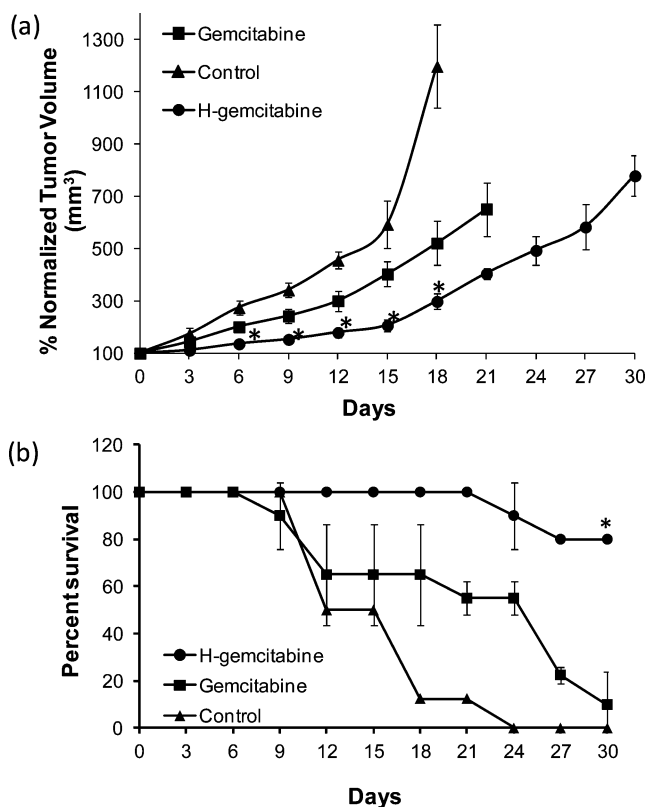 (a)
1300
1100
900
700
500
300
100
% Normalized Tumor Volume
(mm³)
Gemcitabine
Control
H-gemcitabine
* * * * *
0 3 6 9 12 15 18 21 24 27 30
Days
(b)
120
100
80
60
40
20
0
Percent survival
*
H-gemcitabine
Gemcitabine
Control
0 3 6 9 12 15 18 21 24 27 30
Days